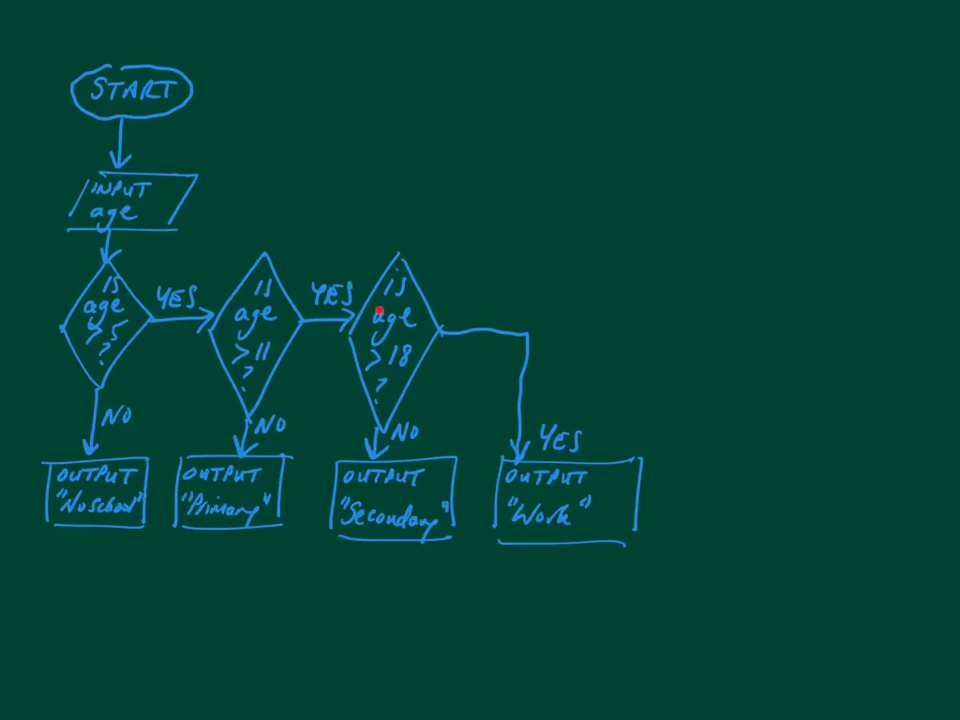 START
INPUT
age
is
age
>5
?
YES
is
age
>11
?
YES
is
age
>18
?
NO
NO
NO
YES
OUTPUT
"No school"
OUTPUT
"Primary"
OUTPUT
"Secondary"
OUTPUT
"Work"